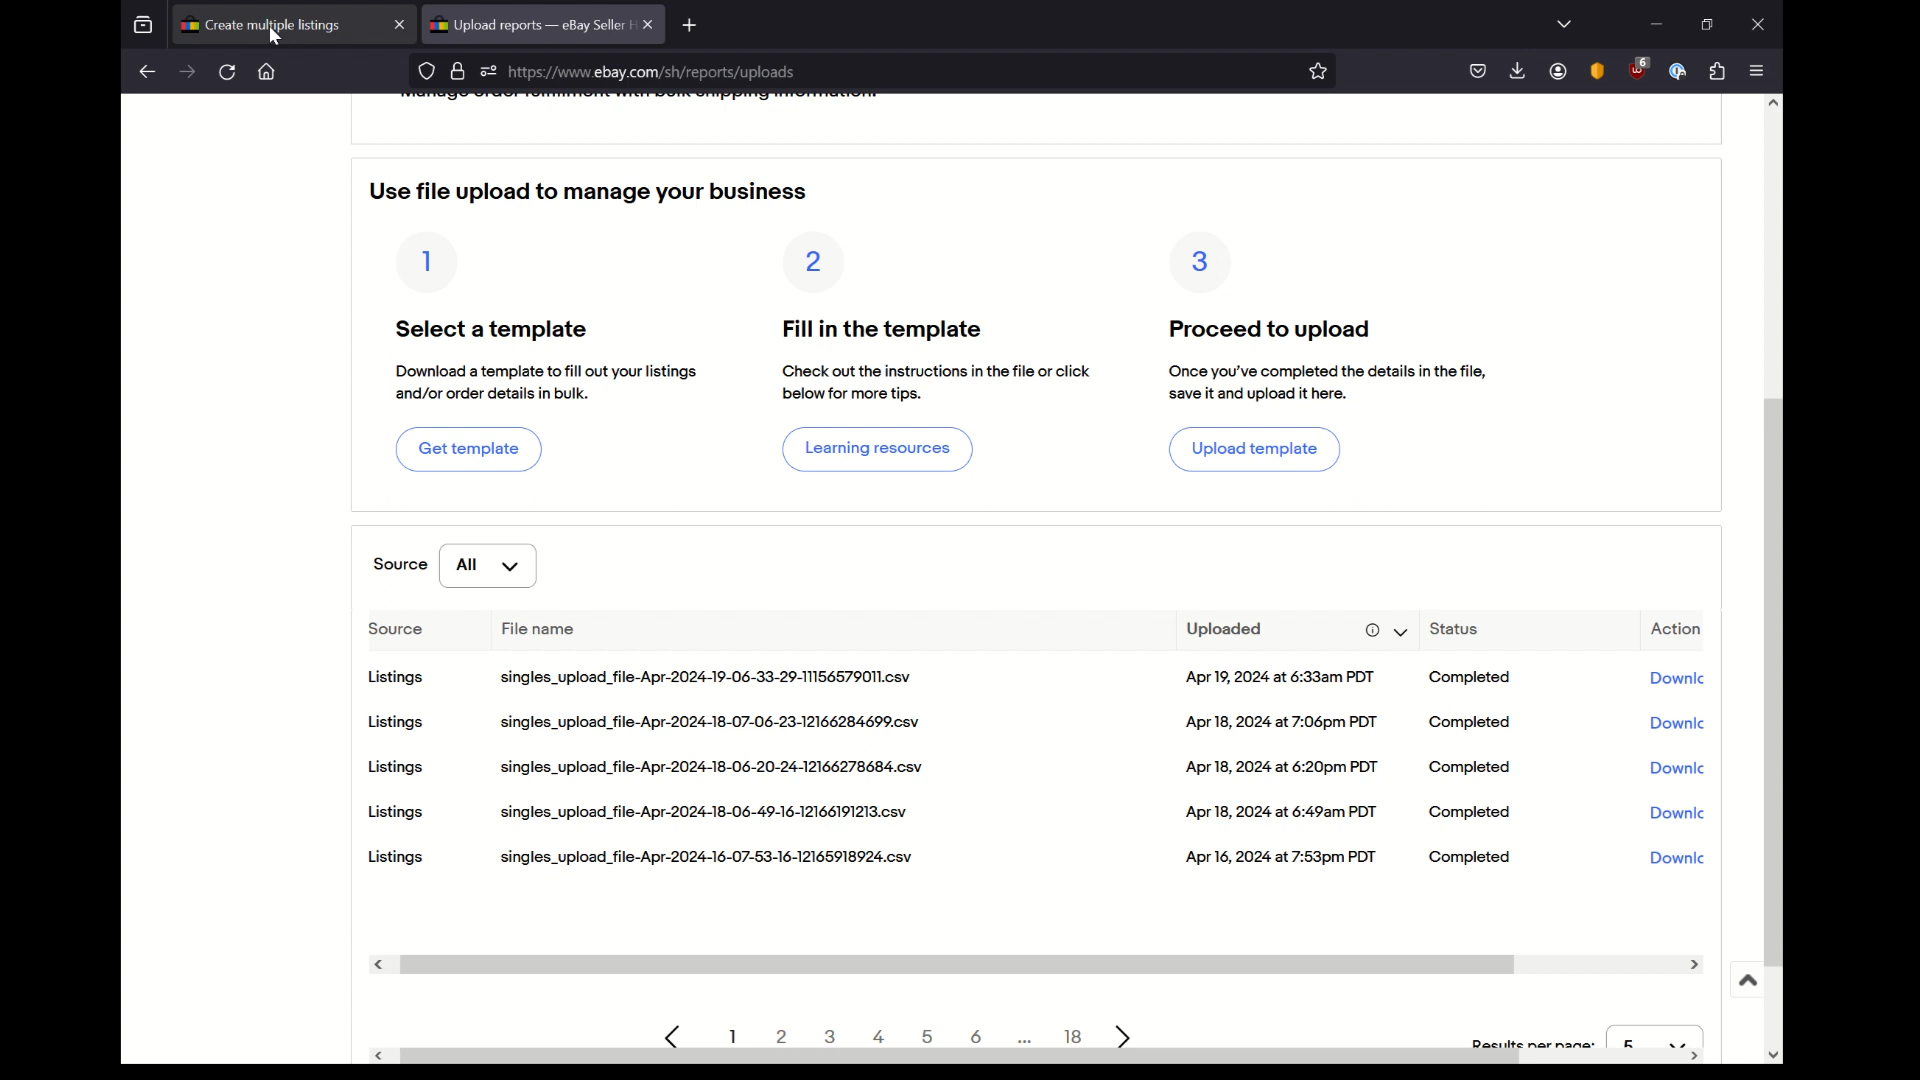 Create multiple listings
Upload reports — eBay Seller H
https://www.ebay.com/sh/reports/uploads
6
Manage order fulfillment with bulk shipping information.
Use file upload to manage your business
1
2
3
Select a template
Fill in the template
Proceed to upload
Download a template to fill out your listings
and/or order details in bulk.
Check out the instructions in the file or click
below for more tips.
Once you've completed the details in the file,
save it and upload it here.
Get template
Learning resources
Upload template
Source All
Source File name Uploaded Status Action
Listings singles_upload_file-Apr-2024-19-06-33-29-11156579011.csv Apr 19, 2024 at 6:33am PDT Completed Downlc
Listings singles_upload_file-Apr-2024-18-07-06-23-12166284699.csv Apr 18, 2024 at 7:06pm PDT Completed Downlc
Listings singles_upload_file-Apr-2024-18-06-20-24-12166278684.csv Apr 18, 2024 at 6:20pm PDT Completed Downlc
Listings singles_upload_file-Apr-2024-18-06-49-16-12166191213.csv Apr 18, 2024 at 6:49am PDT Completed Downlc
Listings singles_upload_file-Apr-2024-16-07-53-16-12165918924.csv Apr 16, 2024 at 7:53pm PDT Completed Downlc
1 2 3 4 5 6 ... 18
Results per page: 5